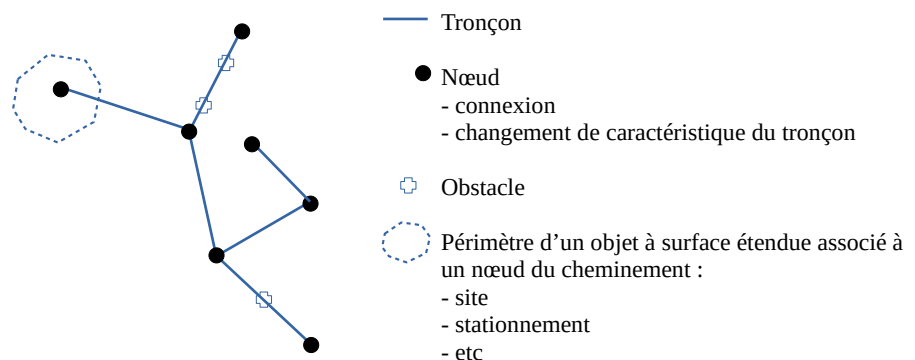 Tronçon
Nœud
- connexion
- changement de caractéristique du tronçon
Obstacle
Périmètre d’un objet à surface étendue associé à
un nœud du cheminement :
- site
- stationnement
- etc